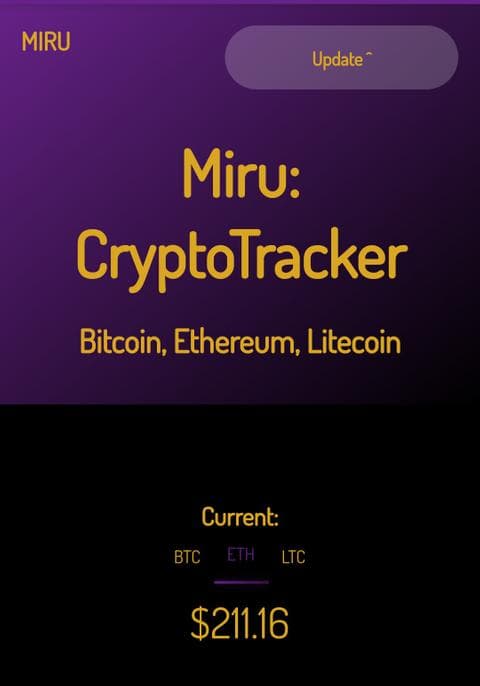 MIRU
Update ^
Miru:
CryptoTracker
Bitcoin, Ethereum, Litecoin
Current:
BTC ETH LTC
$211.16